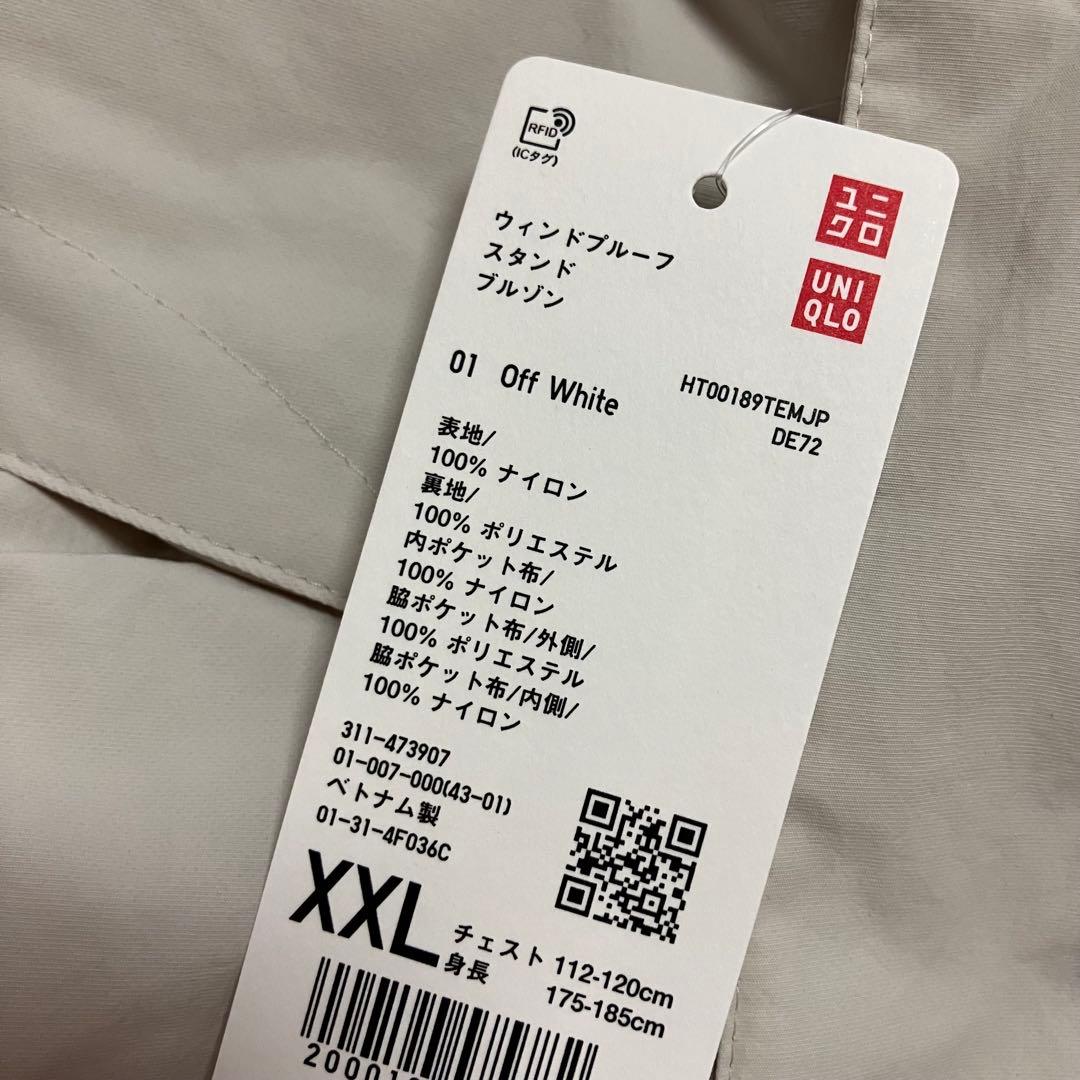 RFID
(ICタグ)
ユニ
クロ
UNI
QLO
ウィンドプルーフ
スタンド
ブルゾン
01 Off White
HT00189TEMJP
DE72
表地/
100% ナイロン
裏地/
100% ポリエステル
内ポケット布/
100% ナイロン
脇ポケット布/外側/
100% ポリエステル
脇ポケット布/内側/
100% ナイロン
311-473907
01-007-000(43-01)
ベトナム製
01-31-4F036C
XXL
チェスト 112-120cm
身長 175-185cm